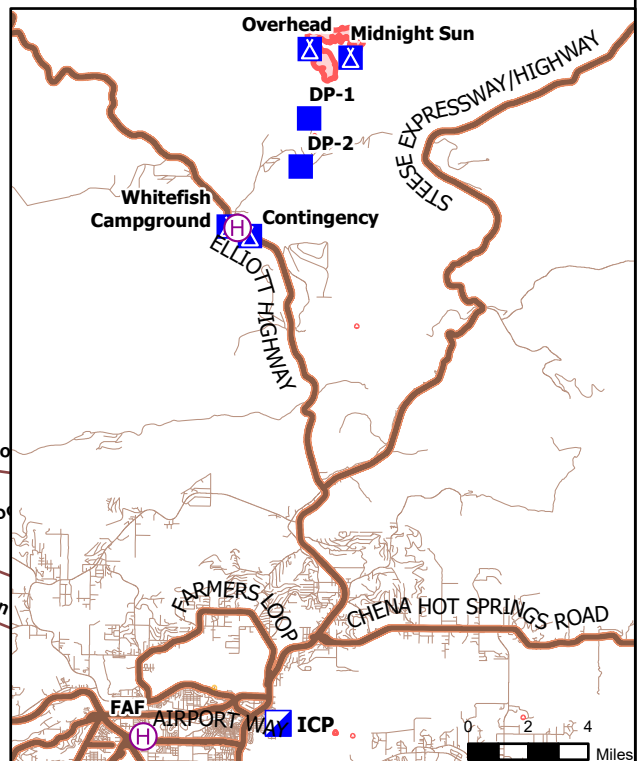 Overhead
Midnight Sun
DP-1
DP-2
STEESE EXPRESSWAY/HIGHWAY
Whitefish
Campground
H
Contingency
ELLIOTT HIGHWAY
FARMERS LOOP
CHENA HOT SPRINGS ROAD
FAF
H
AIRPORT WAY
ICP
0 2 4
Miles